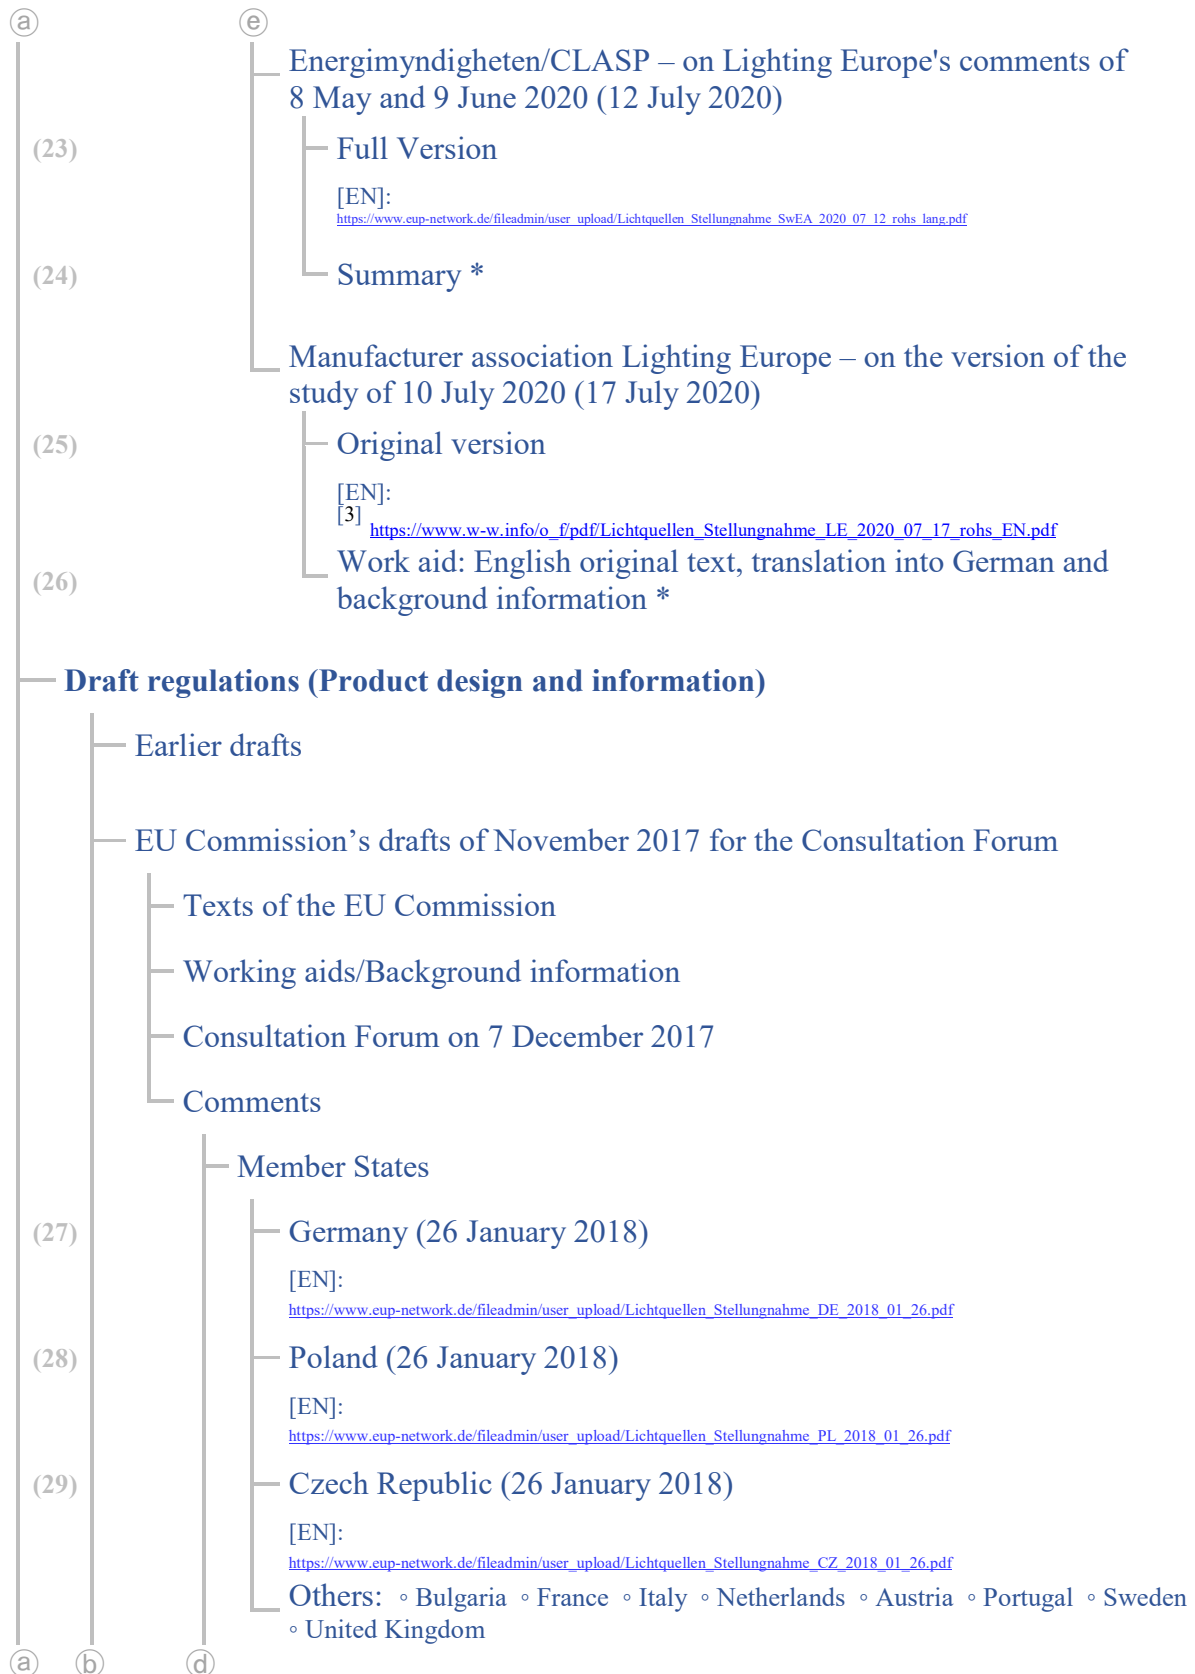 ⓐ ⓔ
Energimyndigheten/CLASP – on Lighting Europe's comments of
8 May and 9 June 2020 (12 July 2020)
(23) Full Version
[EN]:
https://www.eup-network.de/fileadmin/user_upload/Lichtquellen_Stellungnahme_SwEA_2020_07_12_rohs_lang.pdf
(24) Summary *
Manufacturer association Lighting Europe – on the version of the
study of 10 July 2020 (17 July 2020)
(25) Original version
[EN]:
[3] https://www.w-w.info/o_f/pdf/Lichtquellen_Stellungnahme_LE_2020_07_17_rohs_EN.pdf
(26) Work aid: English original text, translation into German and
background information *
Draft regulations (Product design and information)
Earlier drafts
EU Commission’s drafts of November 2017 for the Consultation Forum
Texts of the EU Commission
Working aids/Background information
Consultation Forum on 7 December 2017
Comments
Member States
(27) Germany (26 January 2018)
[EN]:
https://www.eup-network.de/fileadmin/user_upload/Lichtquellen_Stellungnahme_DE_2018_01_26.pdf
(28) Poland (26 January 2018)
[EN]:
https://www.eup-network.de/fileadmin/user_upload/Lichtquellen_Stellungnahme_PL_2018_01_26.pdf
(29) Czech Republic (26 January 2018)
[EN]:
https://www.eup-network.de/fileadmin/user_upload/Lichtquellen_Stellungnahme_CZ_2018_01_26.pdf
Others: ◦ Bulgaria ◦ France ◦ Italy ◦ Netherlands ◦ Austria ◦ Portugal ◦ Sweden
◦ United Kingdom
ⓐ ⓑ ⓓ